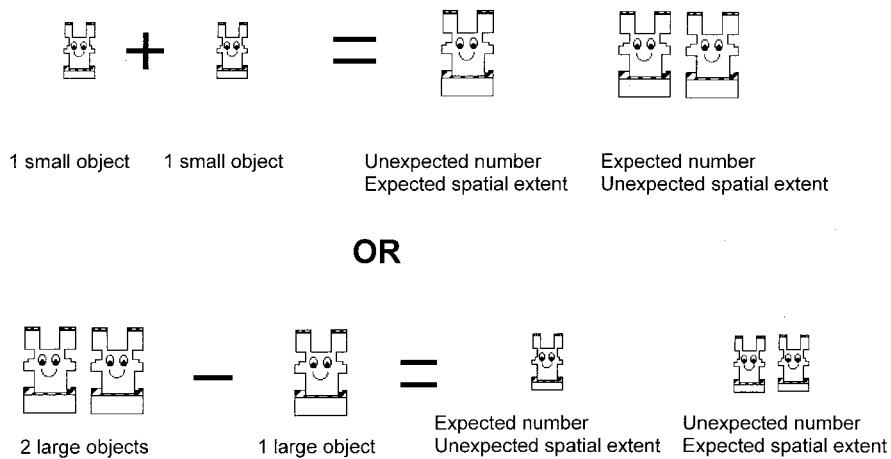 1 small object 1 small object
Unexpected number
Expected spatial extent
Expected number
Unexpected spatial extent
OR
2 large objects
1 large object
Expected number
Unexpected spatial extent
Unexpected number
Expected spatial extent